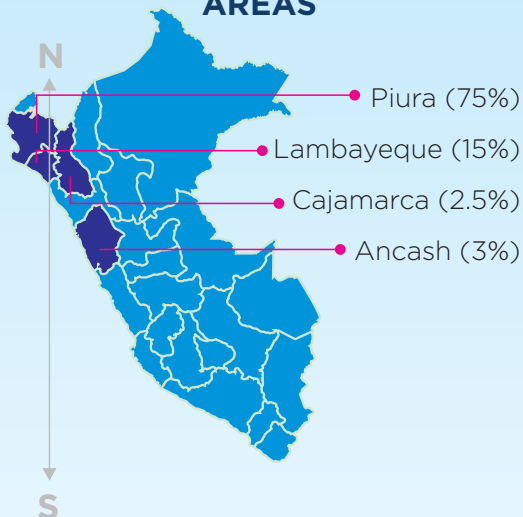 AREAS
N
Piura (75%)
Lambayeque (15%)
Cajamarca (2.5%)
Ancash (3%)
S